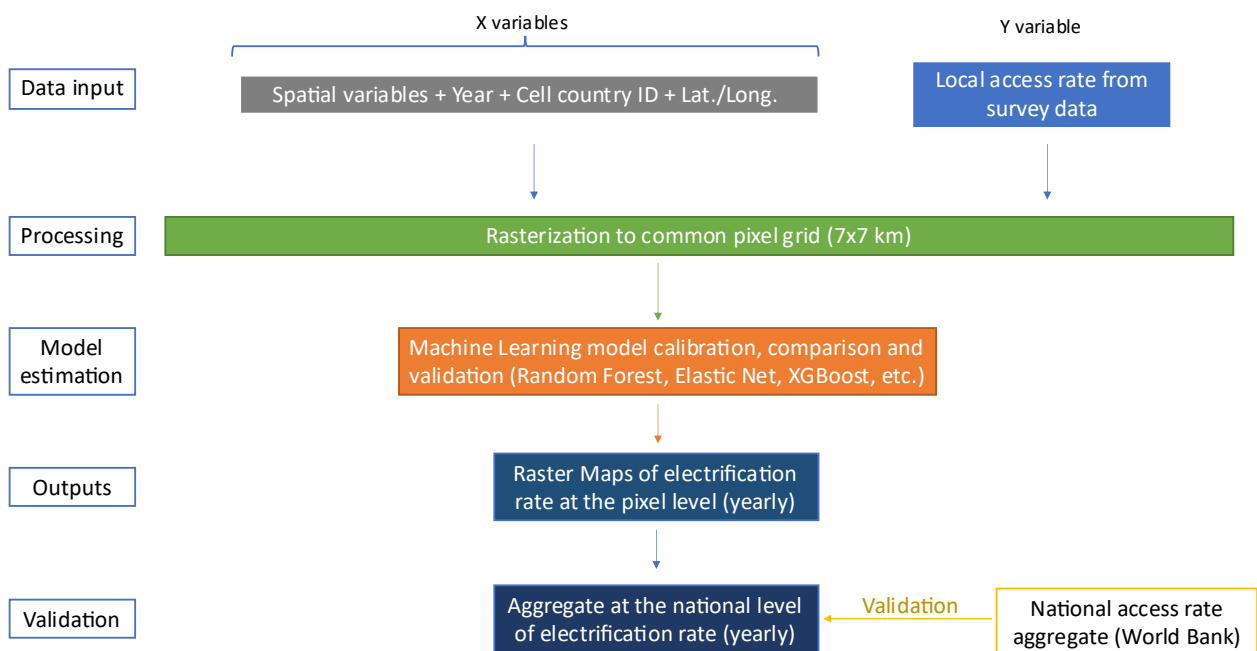 X variables
Y variable
Data input
Spatial variables + Year + Cell country ID + Lat./Long.
Local access rate from
survey data
Processing
Rasterization to common pixel grid (7x7 km)
Model
estimation
Machine Learning model calibration, comparison and
validation (Random Forest, Elastic Net, XGBoost, etc.)
Outputs
Raster Maps of electrification
rate at the pixel level (yearly)
Validation
Aggregate at the national level
of electrification rate (yearly)
Validation
National access rate
aggregate (World Bank)